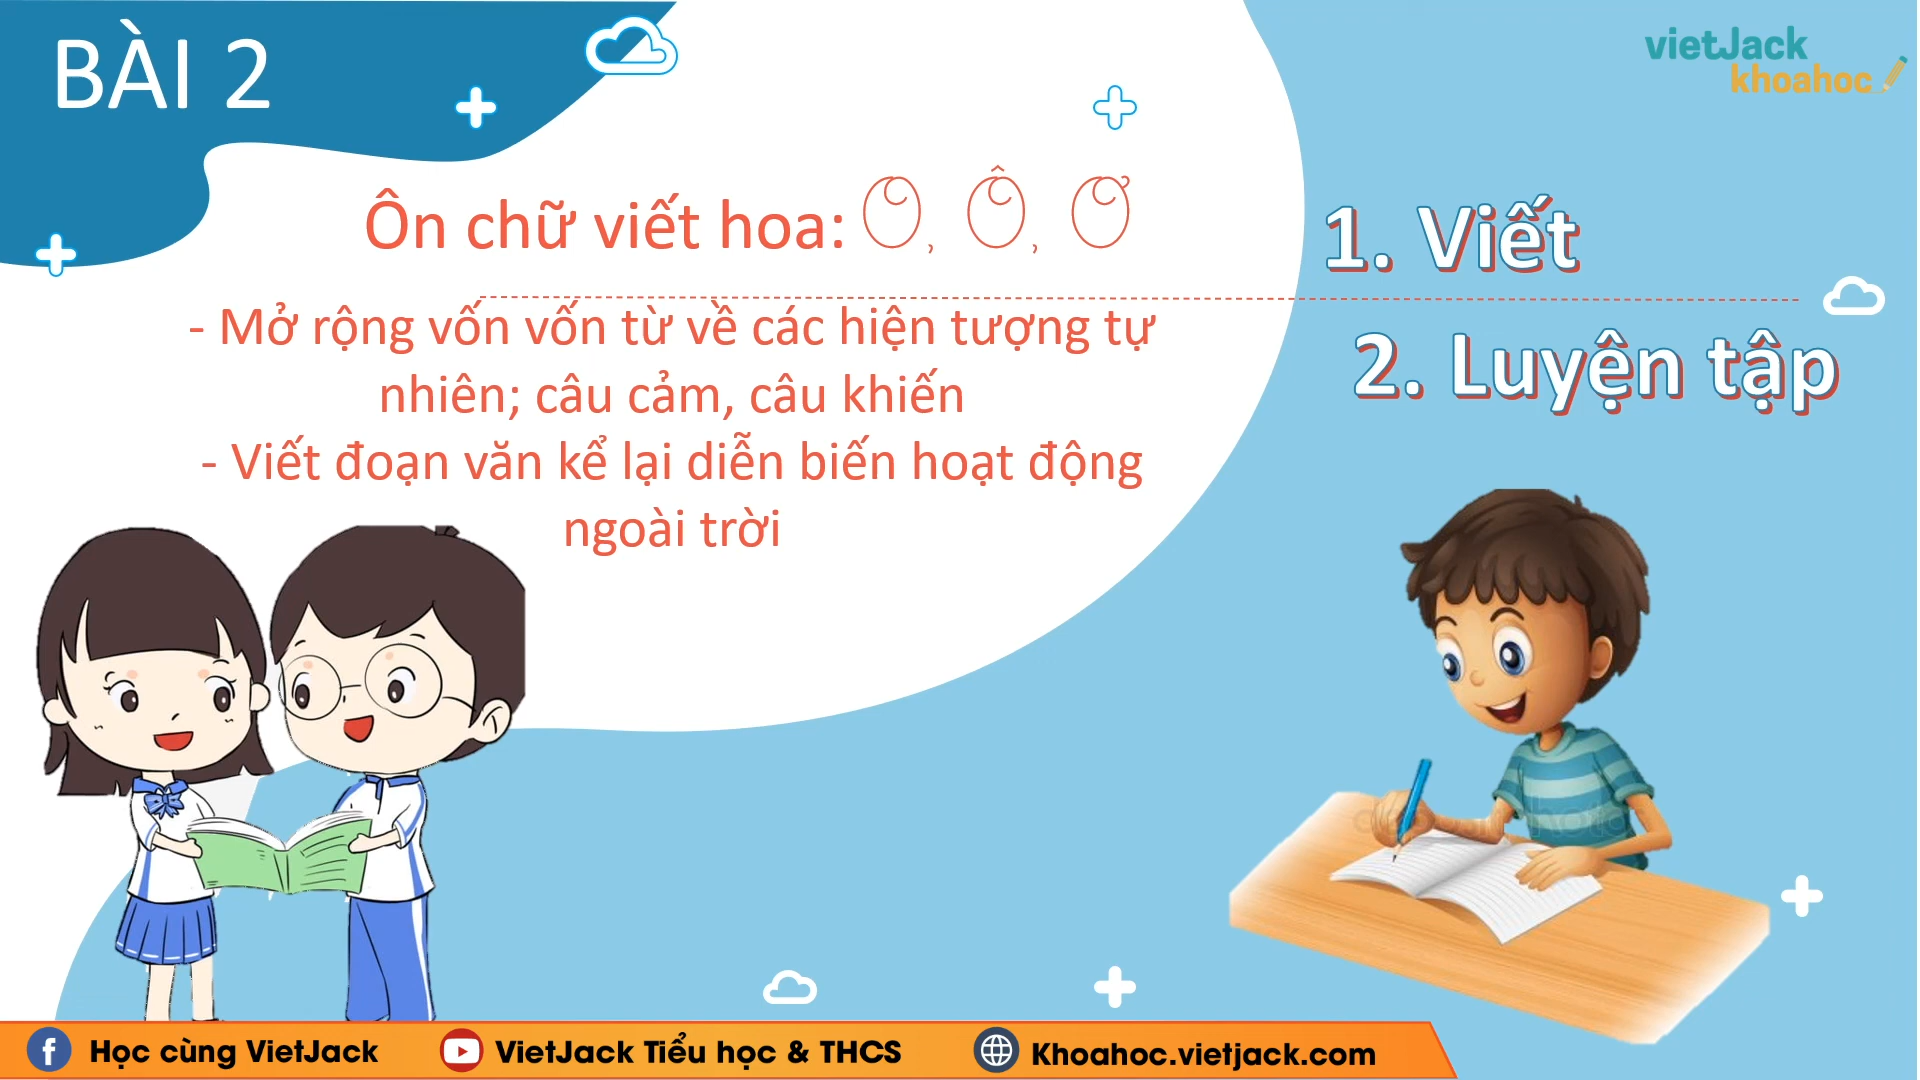 BÀI 2
vietJack
khoahoc
Ôn chữ viết hoa: O, Ô, Ơ
- Mở rộng vốn vốn từ về các hiện tượng tự
nhiên; câu cảm, câu khiến
- Viết đoạn văn kể lại diễn biến hoạt động
ngoài trời
1. Viết
2. Luyện tập
Học cùng VietJack
VietJack Tiểu học & THCS
Khoahoc.vietjack.com